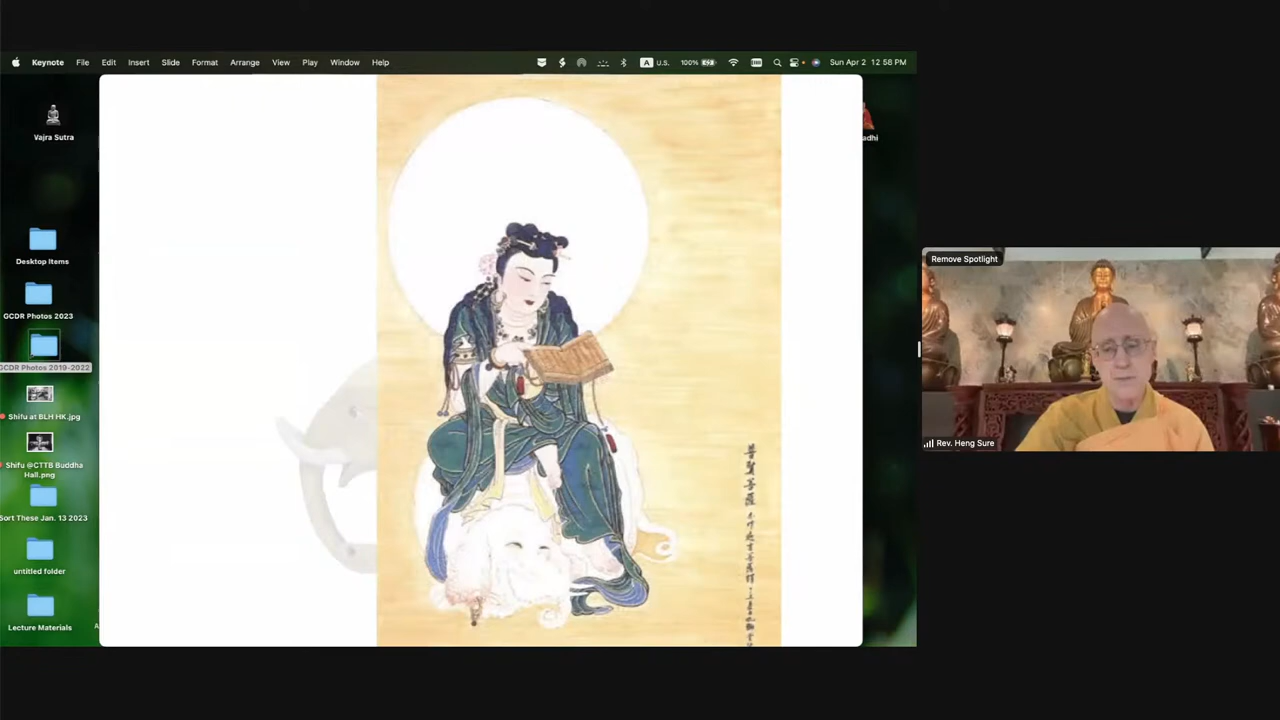 Keynote File Edit Insert Slide Format Arrange View Play Window Help A U.S. 100% Sun Apr 2 12:58 PM
Vajra Sutra
Desktop Items
GCDR Photos 2023
GCDR Photos 2019-2022
Shifu at BLH HK.jpg
Shifu @CTTB Buddha
Hall.png
Sort These Jan. 13 2023
untitled folder
Lecture Materials
A
adhi
普賢菩薩
Remove Spotlight
Rev. Heng Sure